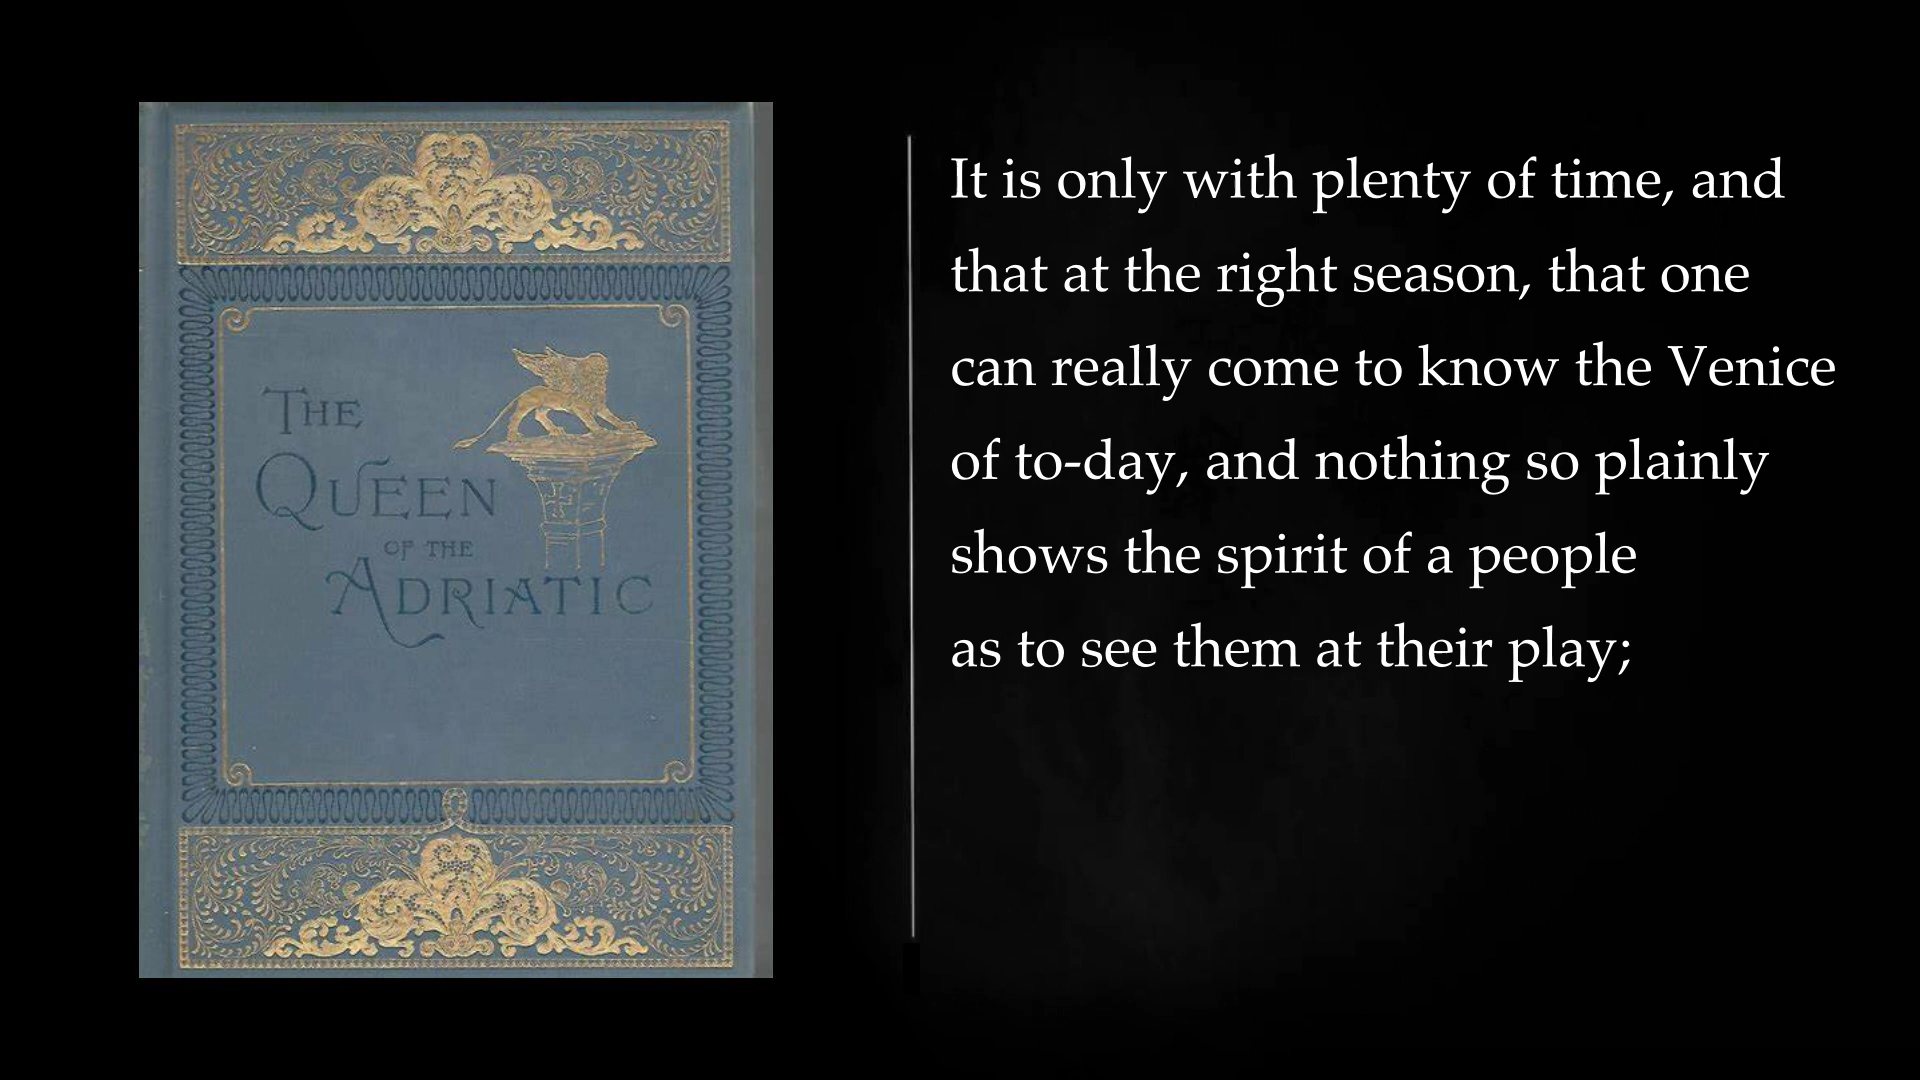 THE
QUEEN
OF THE
ADRIATIC
It is only with plenty of time, and
that at the right season, that one
can really come to know the Venice
of to-day, and nothing so plainly
shows the spirit of a people
as to see them at their play;